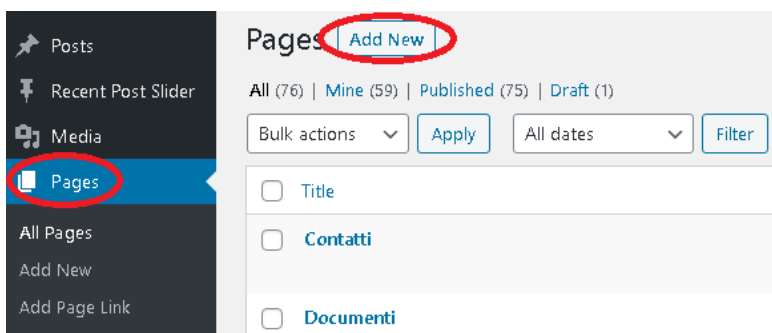 Posts
Recent Post Slider
Media
Pages
All Pages
Add New
Add Page Link
Pages Add New
All (76) | Mine (59) | Published (75) | Draft (1)
Bulk actions Apply All dates Filter
Title
Contatti
Documenti